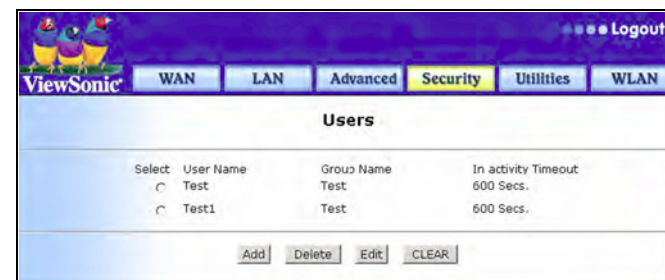 Logout
ViewSonic
WAN LAN Advanced Security Utilities WLAN
Users
Select User Name Group Name In activity Timeout
Test Test 600 Secs.
Test1 Test 600 Secs.
Add Delete Edit CLEAR